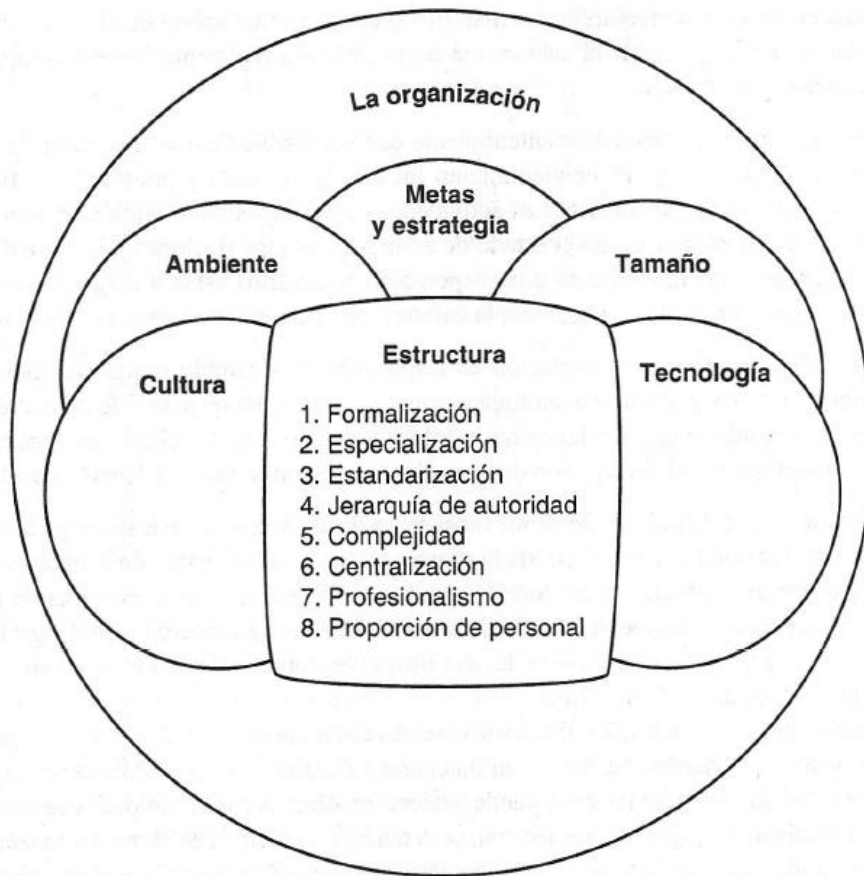 La organización
Metas
y estrategia
Ambiente
Tamaño
Cultura
Estructura
Tecnología
1. Formalización
2. Especialización
3. Estandarización
4. Jerarquía de autoridad
5. Complejidad
6. Centralización
7. Profesionalismo
8. Proporción de personal